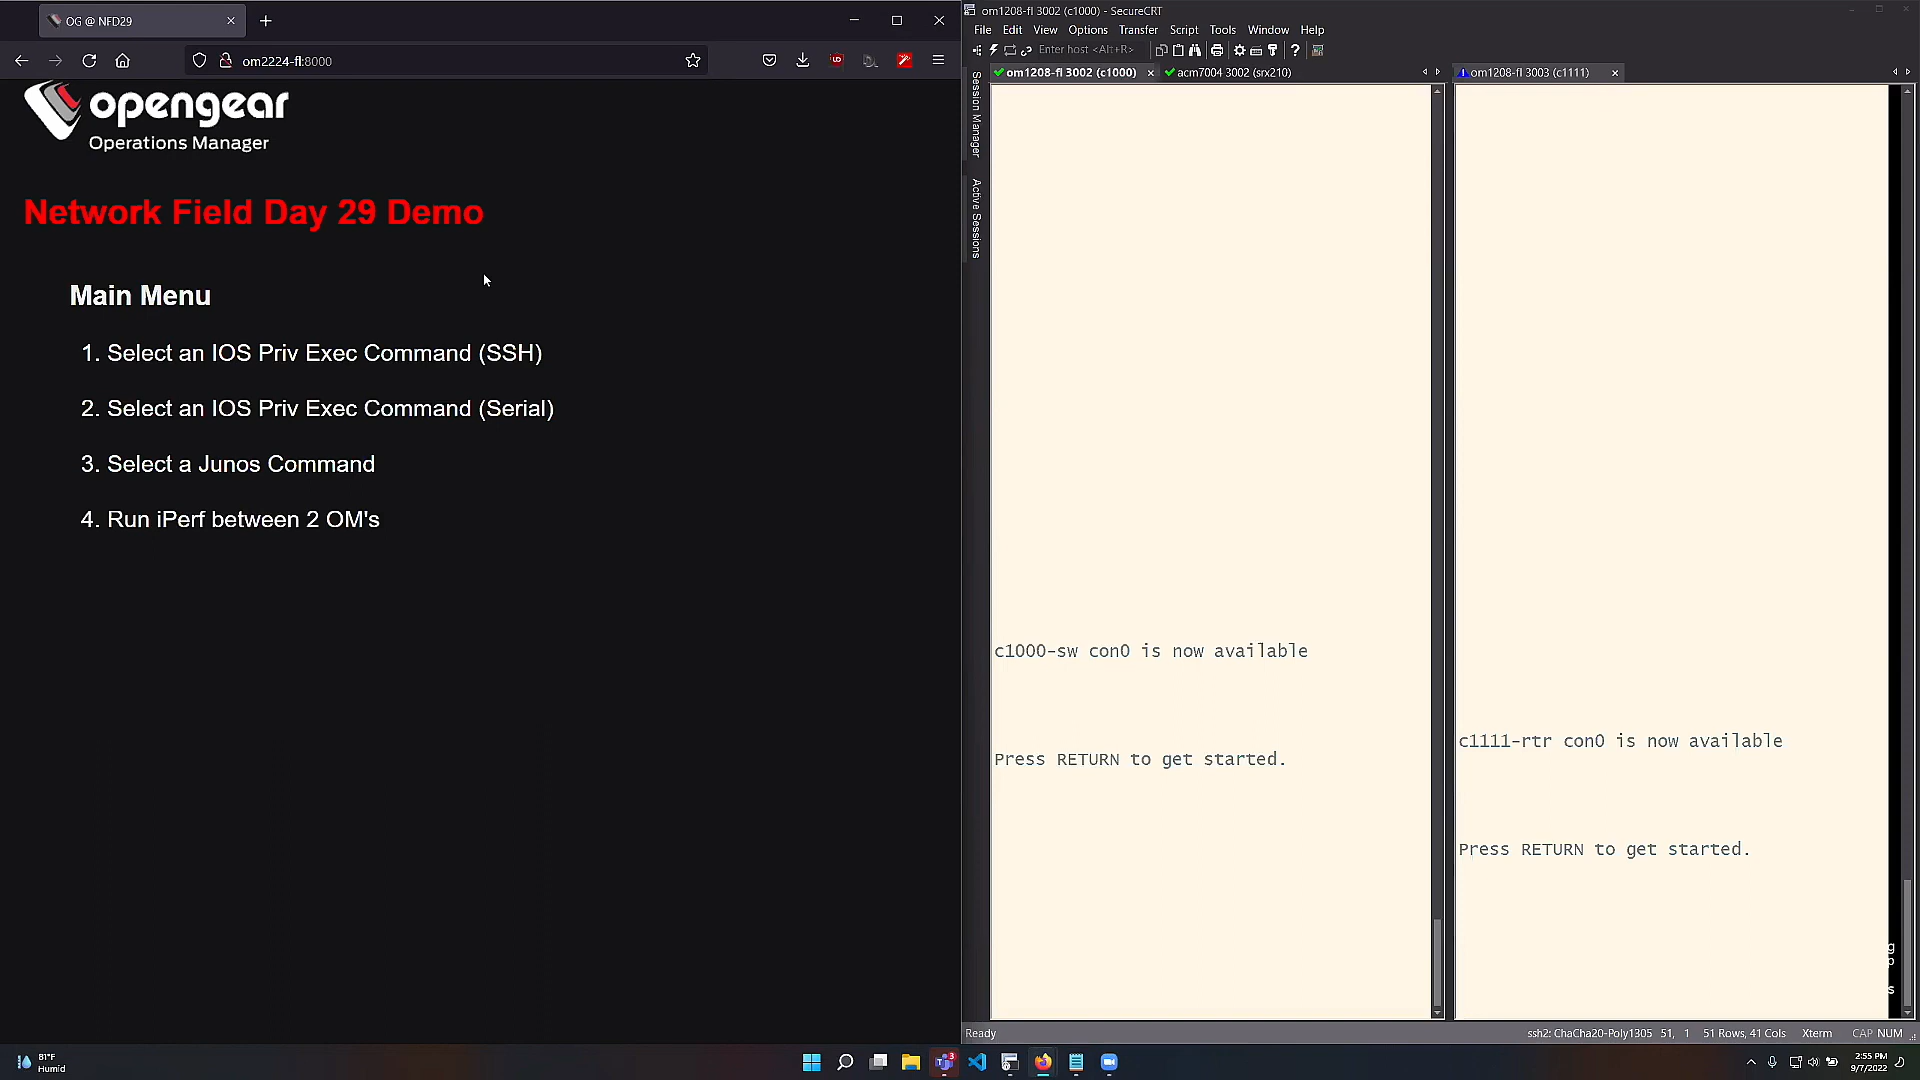 OG @ NFD29
om2224-fl:8000
opengear
Operations Manager
Network Field Day 29 Demo
Main Menu
1. Select an IOS Priv Exec Command (SSH)
2. Select an IOS Priv Exec Command (Serial)
3. Select a Junos Command
4. Run iPerf between 2 OM's
om1208-fl 3002 (c1000) - SecureCRT
File Edit View Options Transfer Script Tools Window Help
Enter host <Alt+R>
om1208-fl 3002 (c1000)
acm7004 3002 (srx210)
om1208-fl 3003 (c1111)
Session Manager
Active Sessions
c1000-sw con0 is now available
Press RETURN to get started.
c1111-rtr con0 is now available
Press RETURN to get started.
Ready
ssh2: ChaCha20-Poly1305 51, 1 51 Rows, 41 Cols Xterm CAP NUM
81°F
Humid
3
2:55 PM
9/7/2022